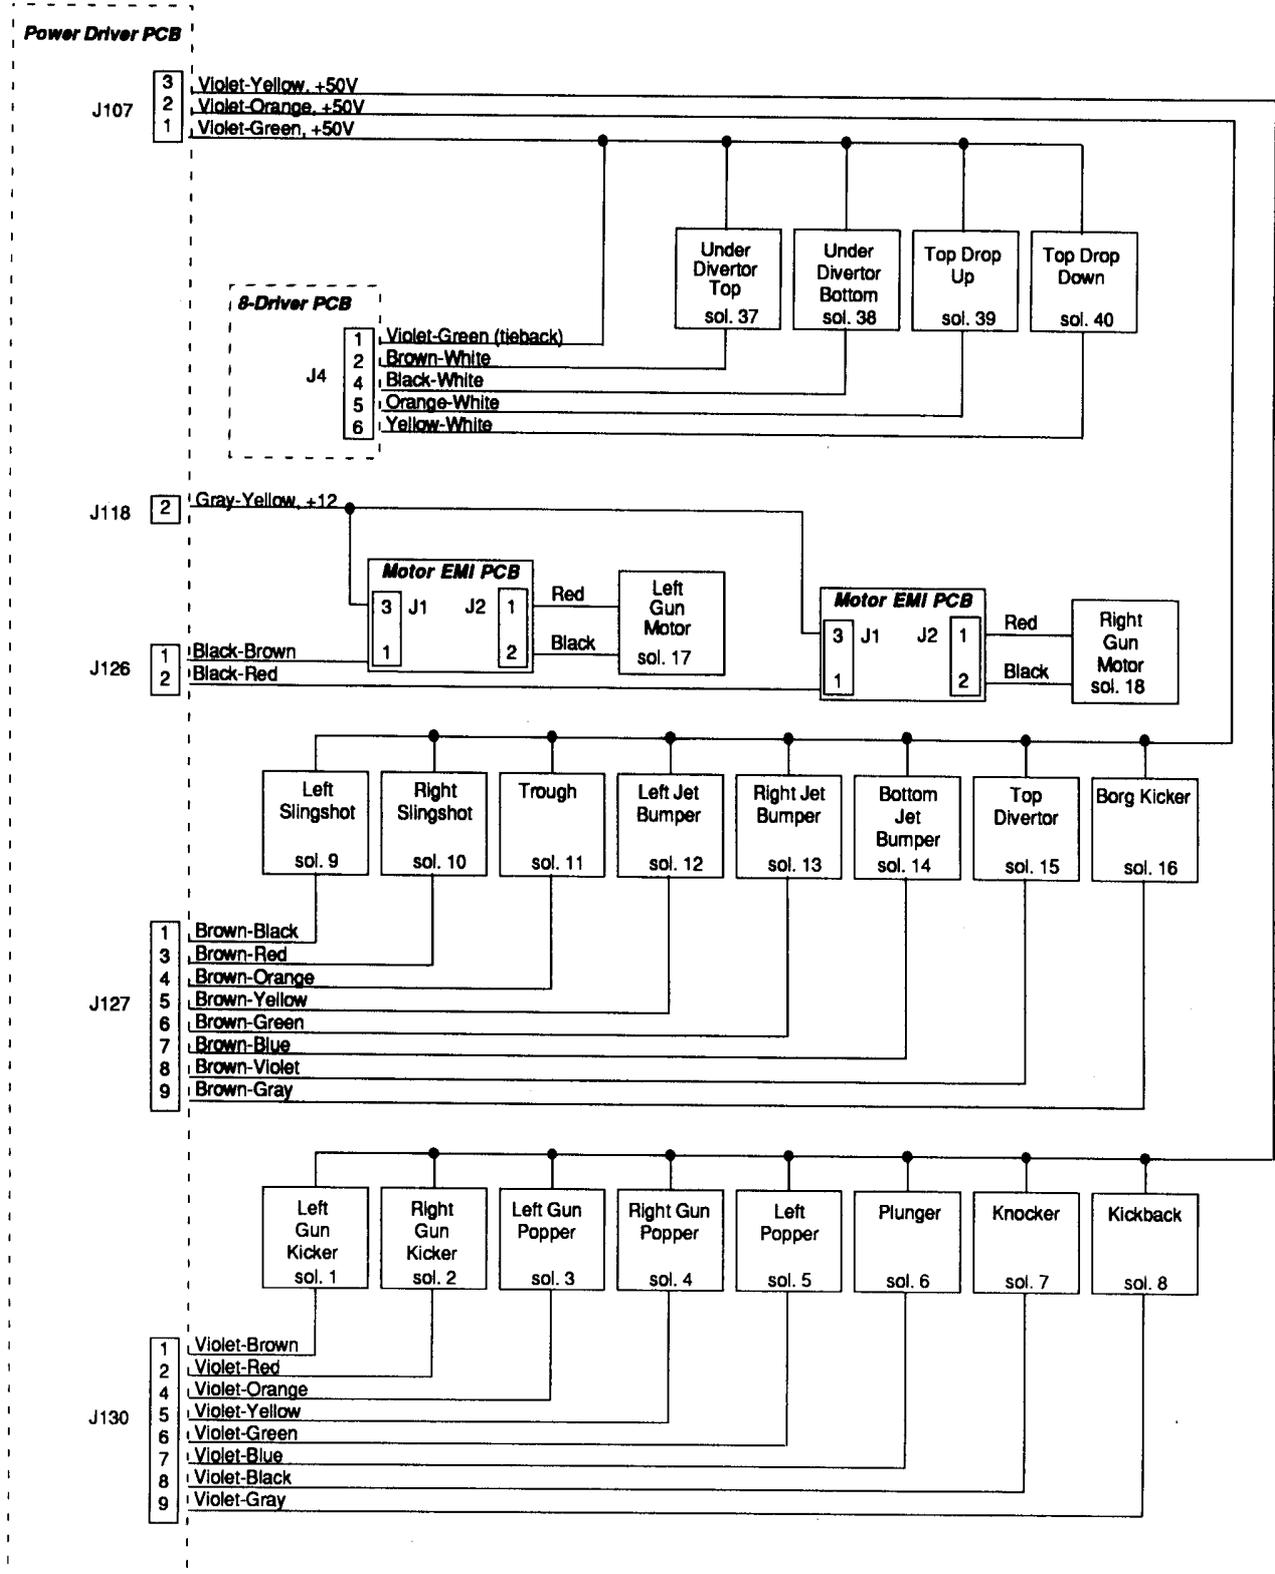 Power Driver PCB
J107
3 Violet-Yellow, +50V
2 Violet-Orange, +50V
1 Violet-Green, +50V
Under Divertor Top sol. 37
Under Divertor Bottom sol. 38
Top Drop Up sol. 39
Top Drop Down sol. 40
8-Driver PCB
J4
1 Violet-Green (tieback)
2 Brown-White
4 Black-White
5 Orange-White
6 Yellow-White
J118
2 Gray-Yellow, +12
Motor EMI PCB
3 J1 J2 1 Red
1 2 Black
Left Gun Motor sol. 17
Motor EMI PCB
3 J1 J2 1 Red
1 2 Black
Right Gun Motor sol. 18
J126
1 Black-Brown
2 Black-Red
Left Slingshot sol. 9
Right Slingshot sol. 10
Trough sol. 11
Left Jet Bumper sol. 12
Right Jet Bumper sol. 13
Bottom Jet Bumper sol. 14
Top Divertor sol. 15
Borg Kicker sol. 16
J127
1 Brown-Black
3 Brown-Red
4 Brown-Orange
5 Brown-Yellow
6 Brown-Green
7 Brown-Blue
8 Brown-Violet
9 Brown-Gray
Left Gun Kicker sol. 1
Right Gun Kicker sol. 2
Left Gun Popper sol. 3
Right Gun Popper sol. 4
Left Popper sol. 5
Plunger sol. 6
Knocker sol. 7
Kickback sol. 8
J130
1 Violet-Brown
2 Violet-Red
4 Violet-Orange
5 Violet-Yellow
6 Violet-Green
7 Violet-Blue
8 Violet-Black
9 Violet-Gray